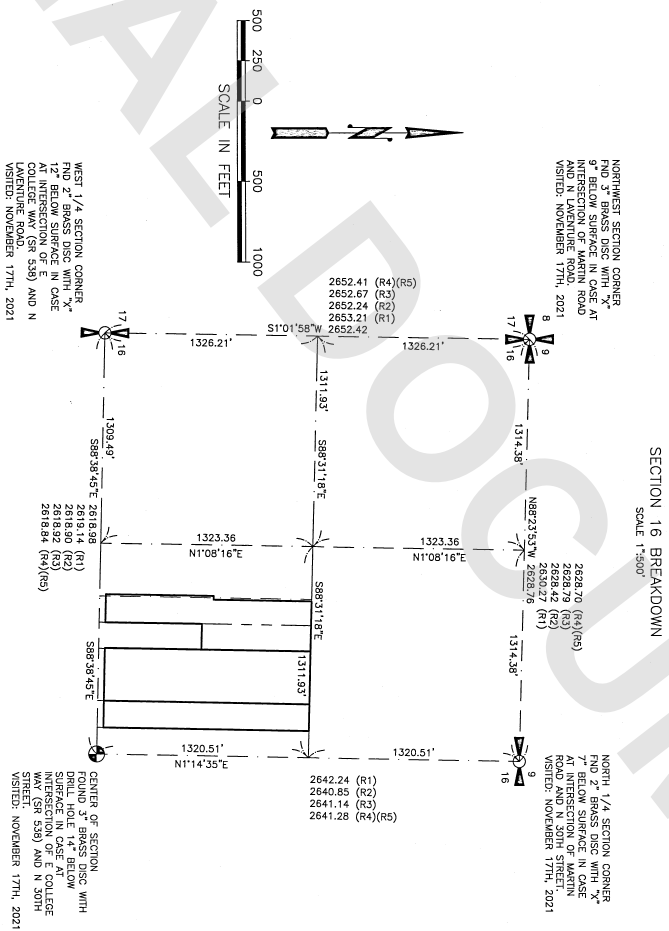 SECTION 16 BREAKDOWN
SCALE 1":500'
NORTHWEST SECTION CORNER
FND 3" BRASS DISC WITH "X"
9" BELOW SURFACE IN CASE AT
INTERSECTION OF MARTIN ROAD
AND N LAVENTURE ROAD.
VISITED: NOVEMBER 17TH, 2021
8
9
17
16
1314.38'
N88°23'53"W 2628.76
2628.70 (R4)(R5)
2628.79 (R3)
2628.42 (R2)
2630.27 (R1)
1314.38'
NORTH 1/4 SECTION CORNER
FND 2" BRASS DISC WITH "X"
7" BELOW SURFACE IN CASE
AT INTERSECTION OF MARTIN
ROAD AND N 30TH STREET.
VISITED: NOVEMBER 17TH, 2021
9
16
500
250
0
500
1000
SCALE IN FEET
2652.41 (R4)(R5)
2652.67 (R3)
2652.24 (R2)
2653.21 (R1)
S1°01'58"W 2652.42
1326.21'
1326.21'
1311.93'
S88°31'18"E
1323.36
N1°08'16"E
1323.36
N1°08'16"E
S88°31'18"E
1311.93'
1320.51'
N1°14'35"E
1320.51'
2642.24 (R1)
2640.85 (R2)
2641.14 (R3)
2641.28 (R4)(R5)
WEST 1/4 SECTION CORNER
FND 2" BRASS DISC WITH "X"
12" BELOW SURFACE IN CASE
AT INTERSECTION OF E
COLLEGE WAY (SR 538) AND N
LAVENTURE ROAD.
VISITED: NOVEMBER 17TH, 2021
17
16
1309.49'
S88°38'45"E 2618.98
2619.14 (R1)
2618.90 (R2)
2618.92 (R3)
2618.84 (R4)(R5)
S88°38'45"E
CENTER OF SECTION
FOUND 3" BRASS DISC WITH
DRILL HOLE 14" BELOW
SURFACE IN CASE AT
INTERSECTION OF E COLLEGE
WAY (SR 538) AND N 30TH
STREET.
VISITED: NOVEMBER 17TH, 2021